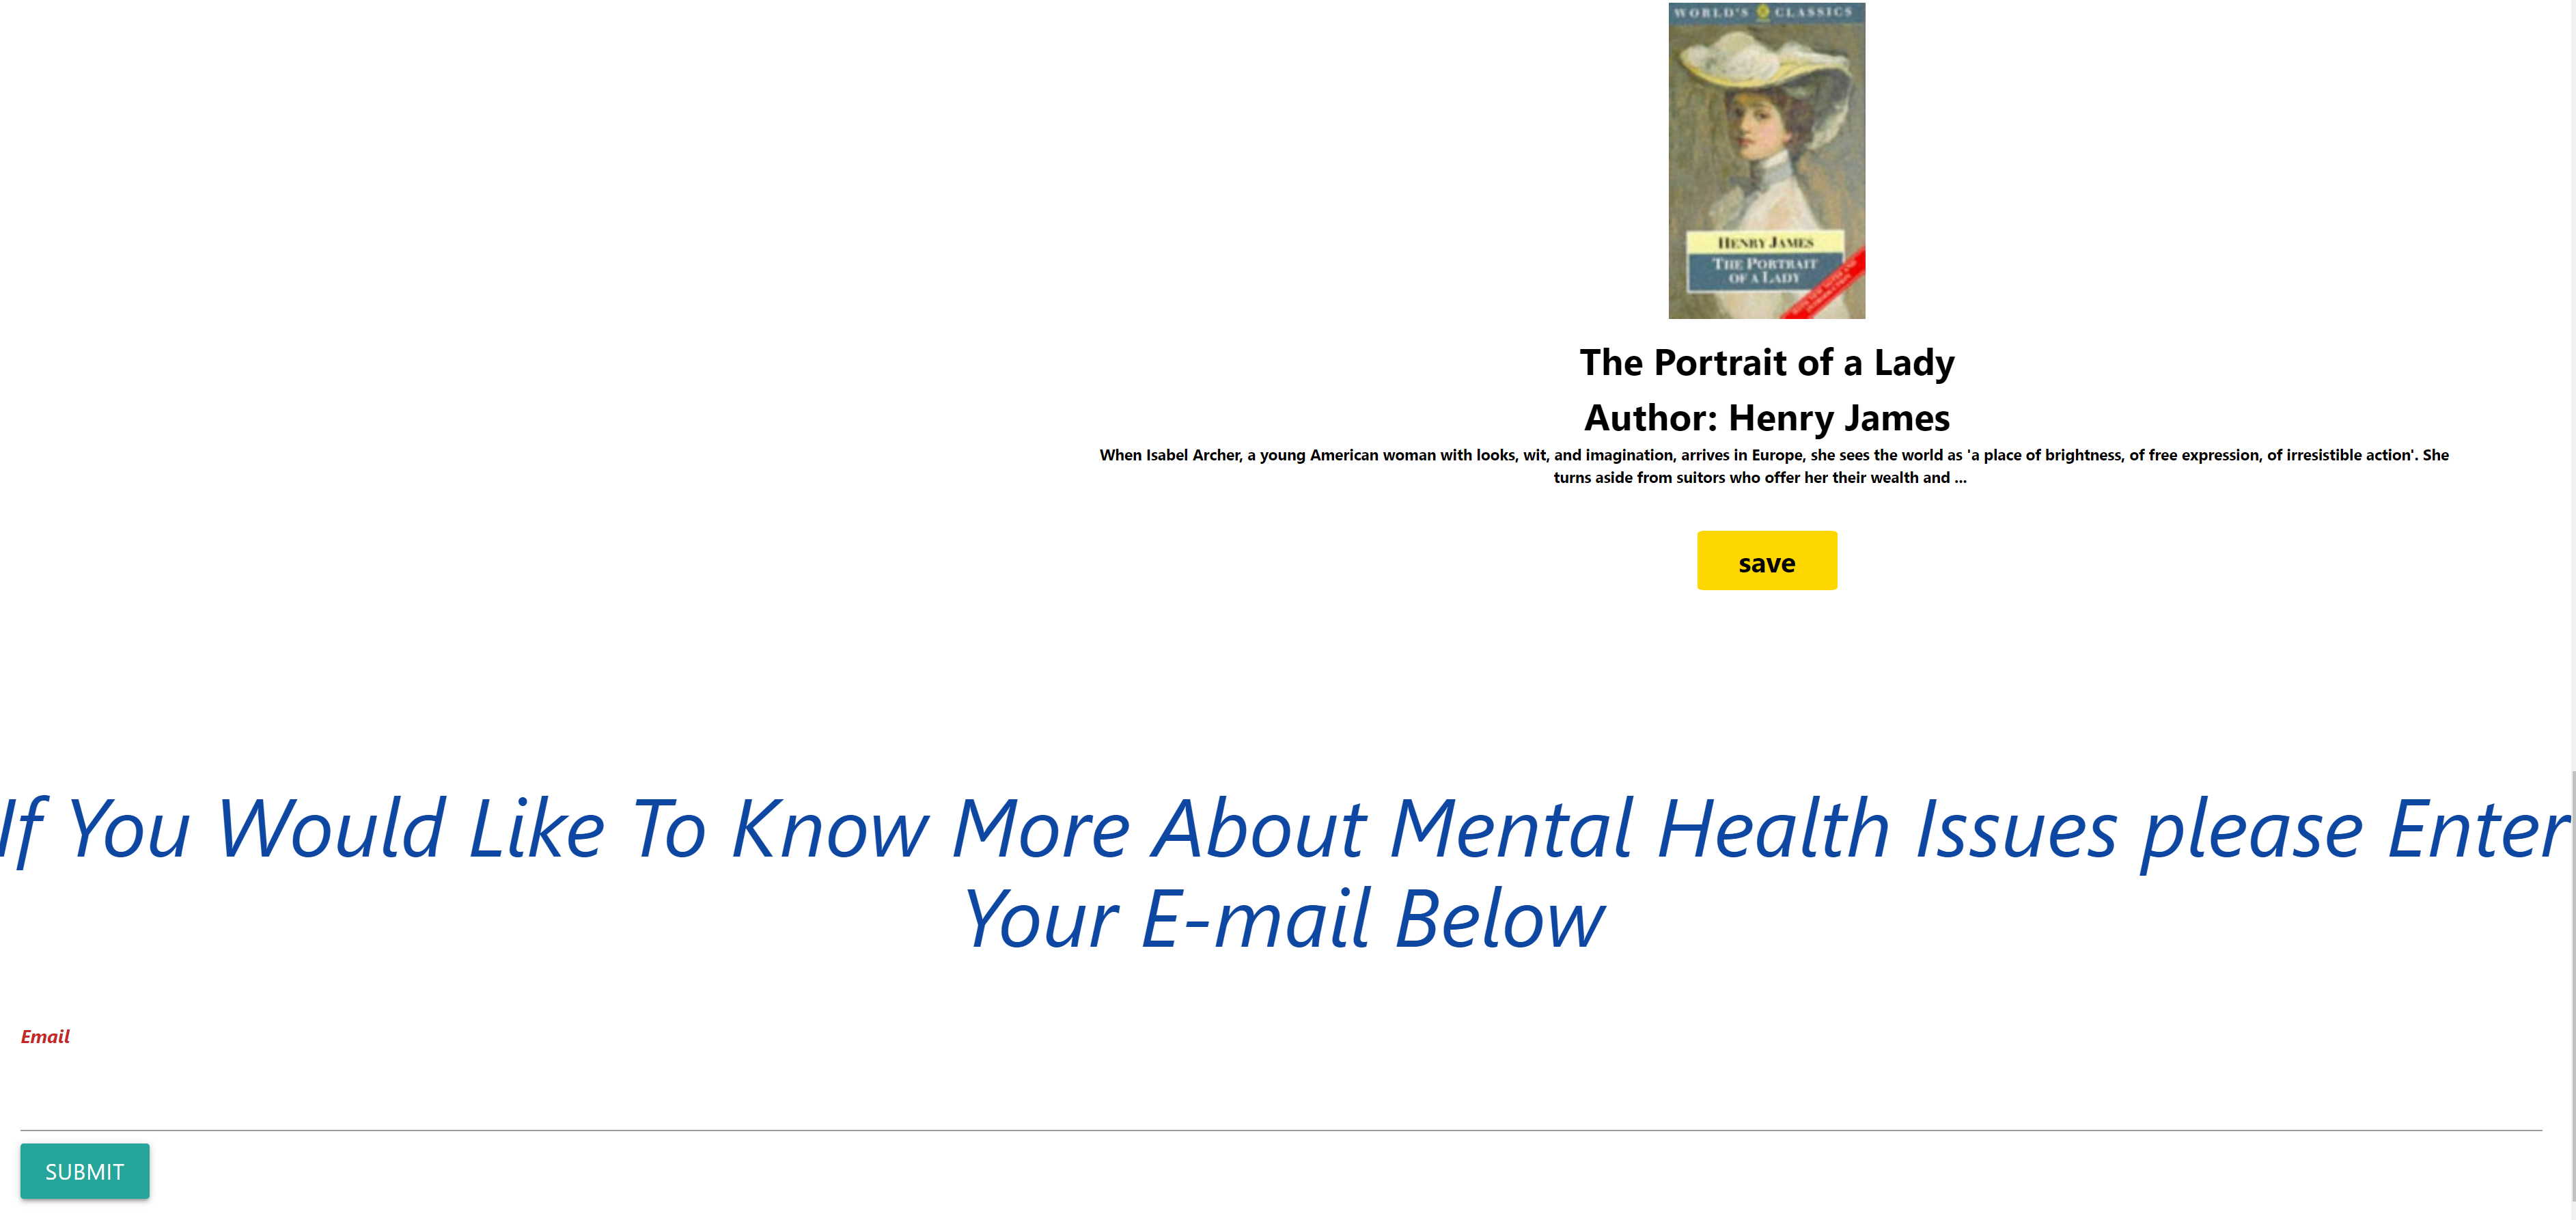 WORLD'S CLASSICS
HENRY JAMES
THE PORTRAIT
OF A LADY
The Portrait of a Lady
Author: Henry James
When Isabel Archer, a young American woman with looks, wit, and imagination, arrives in Europe, she sees the world as 'a place of brightness, of free expression, of irresistible action'. She
turns aside from suitors who offer her their wealth and ...
save
If You Would Like To Know More About Mental Health Issues please Enter
Your E-mail Below
Email
SUBMIT